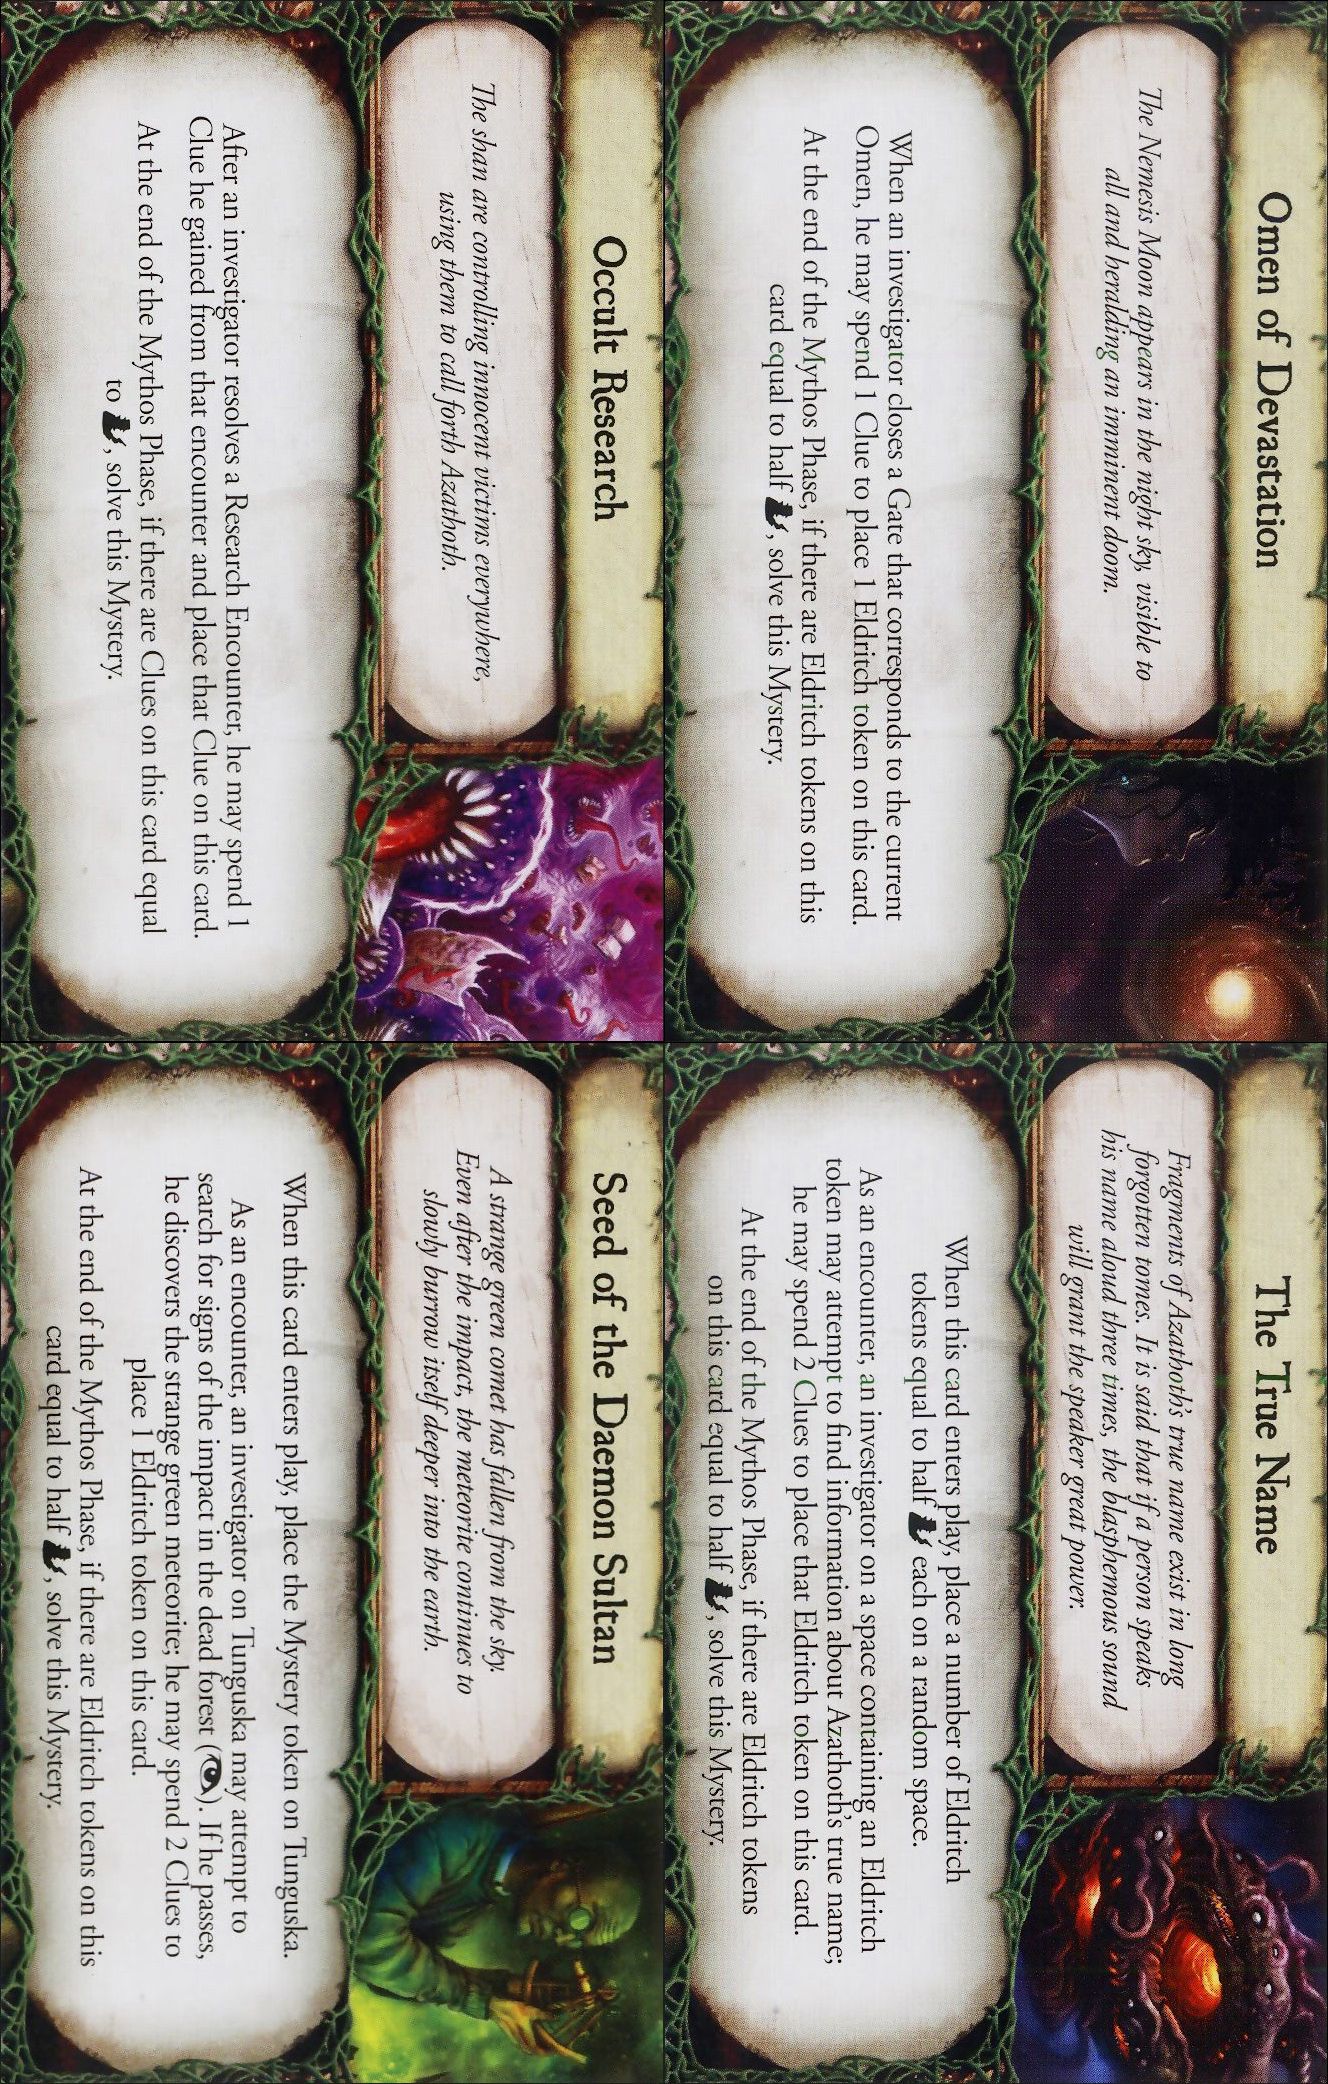 Omen of Devastation
The Nemesis Moon appears in the night sky, visible to
all and heralding an imminent doom.
When an investigator closes a Gate that corresponds to the current
Omen, he may spend 1 Clue to place 1 Eldritch token on this card.
At the end of the Mythos Phase, if there are Eldritch tokens on this
card equal to half , solve this Mystery.
The True Name
Fragments of Azathoth's true name exist in long
forgotten tomes. It is said that if a person speaks
his name aloud three times, the blasphemous sound
will grant the speaker great power.
When this card enters play, place a number of Eldritch
tokens equal to half each on a random space.
As an encounter, an investigator on a space containing an Eldritch
token may attempt to find information about Azathoth's true name;
he may spend 2 Clues to place that Eldritch token on this card.
At the end of the Mythos Phase, if there are Eldritch tokens
on this card equal to half , solve this Mystery.
Occult Research
The shan are controlling innocent victims everywhere,
using them to call forth Azathoth.
After an investigator resolves a Research Encounter, he may spend 1
Clue he gained from that encounter and place that Clue on this card.
At the end of the Mythos Phase, if there are Clues on this card equal
to , solve this Mystery.
Seed of the Daemon Sultan
A strange green comet has fallen from the sky.
Even after the impact, the meteorite continues to
slowly burrow itself deeper into the earth.
When this card enters play, place the Mystery token on Tunguska.
As an encounter, an investigator on Tunguska may attempt to
search for signs of the impact in the dead forest ( ). If he passes,
he discovers the strange green meteorite; he may spend 2 Clues to
place 1 Eldritch token on this card.
At the end of the Mythos Phase, if there are Eldritch tokens on this
card equal to half , solve this Mystery.